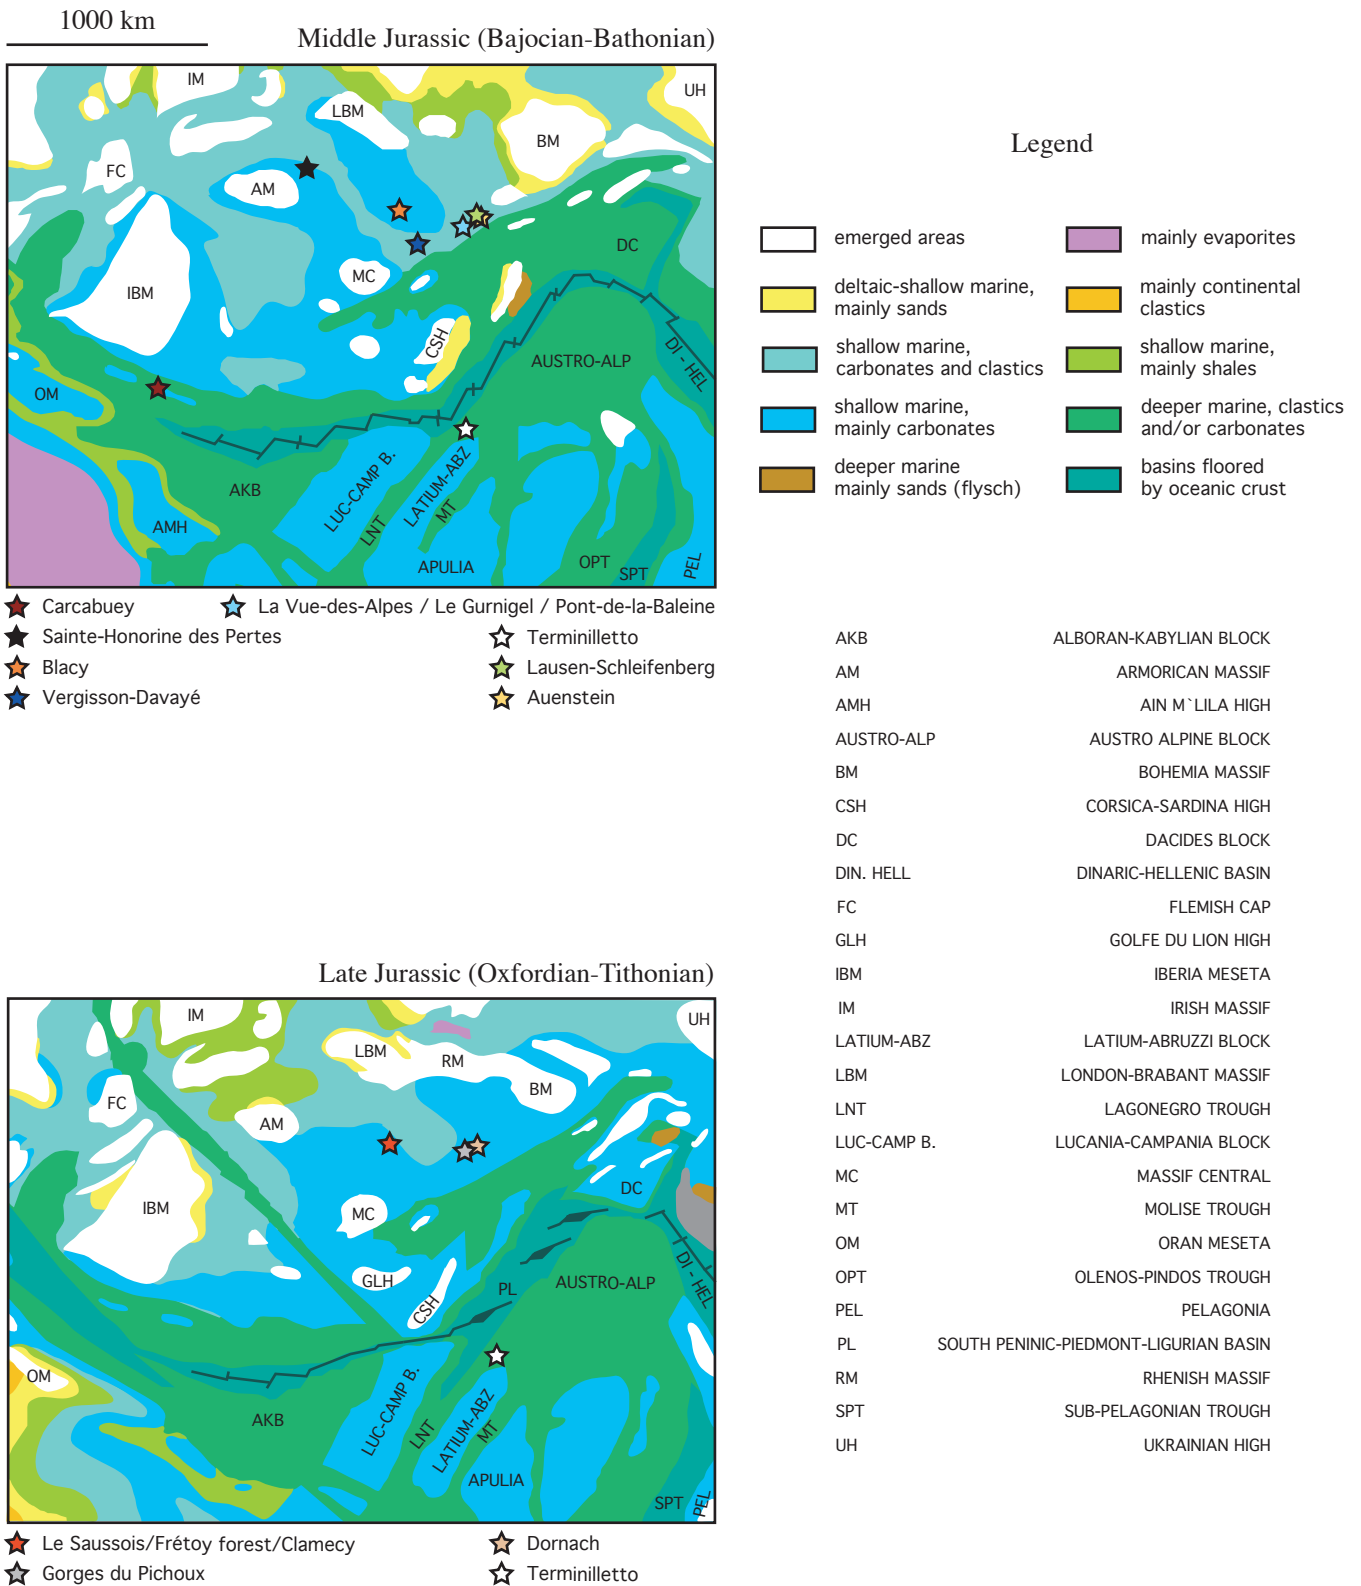 1000 km
Middle Jurassic (Bajocian-Bathonian)
IM
UH
LBM
BM
FC
AM
DC
MC
IBM
CSH
AUSTRO-ALP
DI - HEL
OM
LUC-CAMP B.
LATIUM-ABZ
AKB
MT
LNT
AMH
APULIA
OPT
SPT
PEL
Carcabuey
La Vue-des-Alpes / Le Gurnigel / Pont-de-la-Baleine
Sainte-Honorine des Pertes
Terminilletto
Blacy
Lausen-Schleifenberg
Vergisson-Davayé
Auenstein
Legend
emerged areas
mainly evaporites
deltaic-shallow marine,
mainly sands
mainly continental
clastics
shallow marine,
carbonates and clastics
shallow marine,
mainly shales
shallow marine,
mainly carbonates
deeper marine, clastics
and/or carbonates
deeper marine
mainly sands (flysch)
basins floored
by oceanic crust
AKB ALBORAN-KABYLIAN BLOCK
AM ARMORICAN MASSIF
AMH AIN M`LILA HIGH
AUSTRO-ALP AUSTRO ALPINE BLOCK
BM BOHEMIA MASSIF
CSH CORSICA-SARDINA HIGH
DC DACIDES BLOCK
DIN. HELL DINARIC-HELLENIC BASIN
FC FLEMISH CAP
GLH GOLFE DU LION HIGH
IBM IBERIA MESETA
IM IRISH MASSIF
LATIUM-ABZ LATIUM-ABRUZZI BLOCK
LBM LONDON-BRABANT MASSIF
LNT LAGONEGRO TROUGH
LUC-CAMP B. LUCANIA-CAMPANIA BLOCK
MC MASSIF CENTRAL
MT MOLISE TROUGH
OM ORAN MESETA
OPT OLENOS-PINDOS TROUGH
PEL PELAGONIA
PL SOUTH PENINIC-PIEDMONT-LIGURIAN BASIN
RM RHENISH MASSIF
SPT SUB-PELAGONIAN TROUGH
UH UKRAINIAN HIGH
Late Jurassic (Oxfordian-Tithonian)
IM
UH
LBM
RM
BM
FC
AM
DC
IBM
MC
GLH
PL
AUSTRO-ALP
DI - HEL
CSH
OM
LUC-CAMP B.
LATIUM-ABZ
AKB
LNT
MT
APULIA
SPT
PEL
Le Saussois/Frétoy forest/Clamecy
Dornach
Gorges du Pichoux
Terminilletto